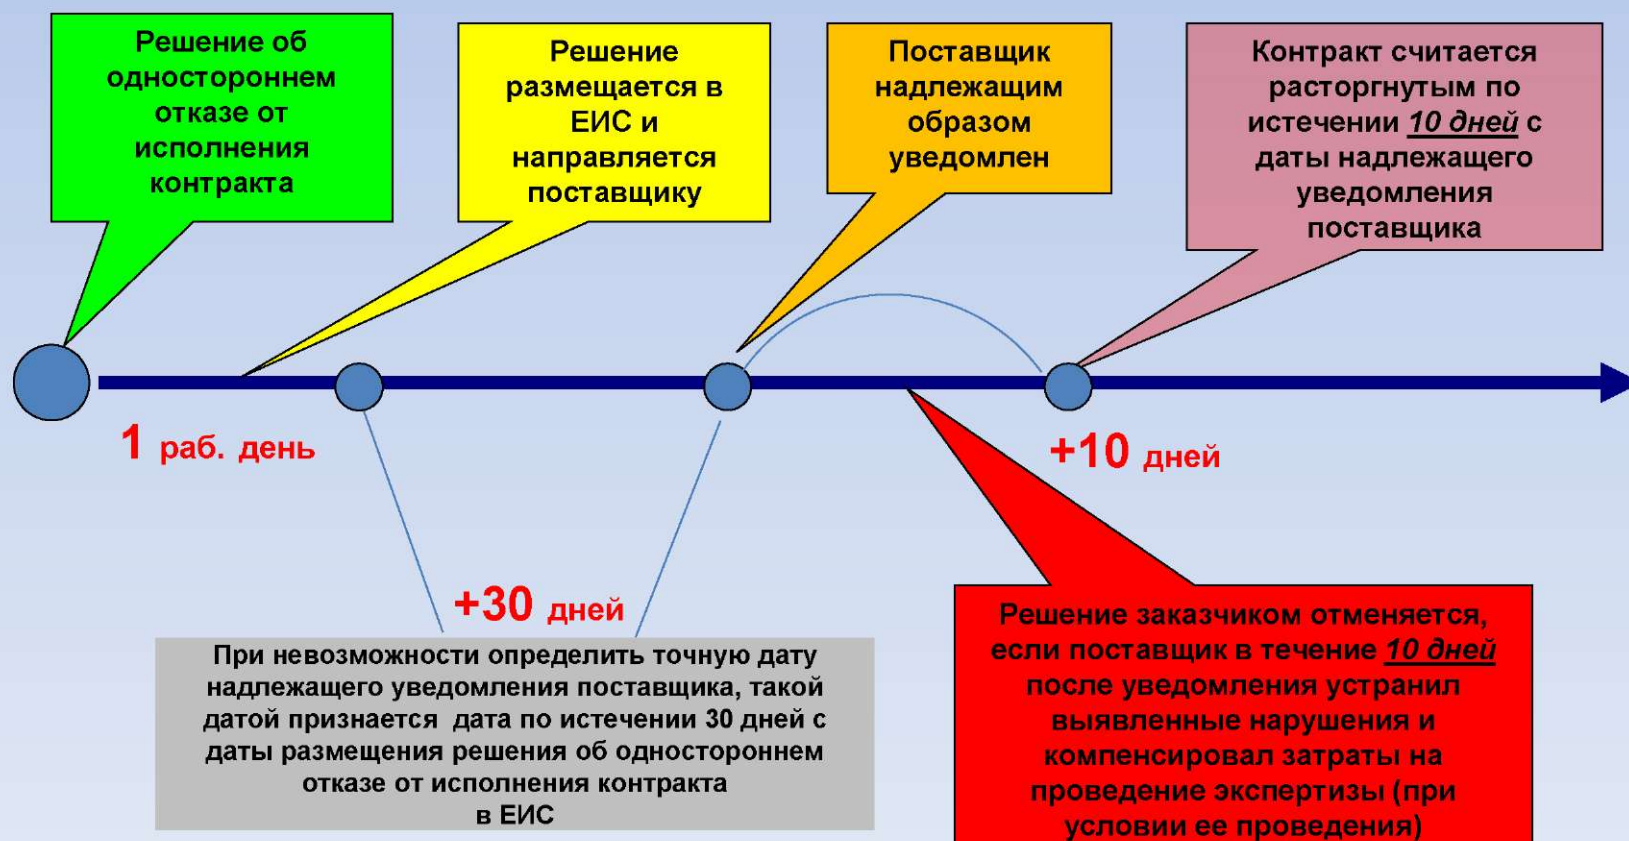 Решение об
одностороннем
отказе от
исполнения
контракта
Решение
размещается в
ЕИС и
направляется
поставщику
Поставщик
надлежащим
образом
уведомлен
Контракт считается
расторгнутым по
истечении 10 дней с
даты надлежащего
уведомления
поставщика
1 раб. день
+10 дней
+30 дней
При невозможности определить точную дату
надлежащего уведомления поставщика, такой
датой признается дата по истечении 30 дней с
даты размещения решения об одностороннем
отказе от исполнения контракта
в ЕИС
Решение заказчиком отменяется,
если поставщик в течение 10 дней
после уведомления устранил
выявленные нарушения и
компенсировал затраты на
проведение экспертизы (при
условии ее проведения)